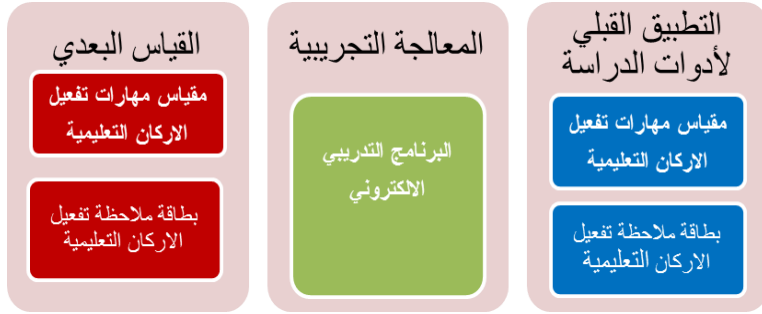 التطبيق القبلي
لأدوات الدراسة
مقياس مهارات تفعيل
الاركان التعليمية
بطاقة ملاحظة تفعيل
الاركان التعليمية
المعالجة التجريبية
البرنامج التدريبي
الالكتروني
القياس البعدي
مقياس مهارات تفعيل
الاركان التعليمية
بطاقة ملاحظة تفعيل
الاركان التعليمية